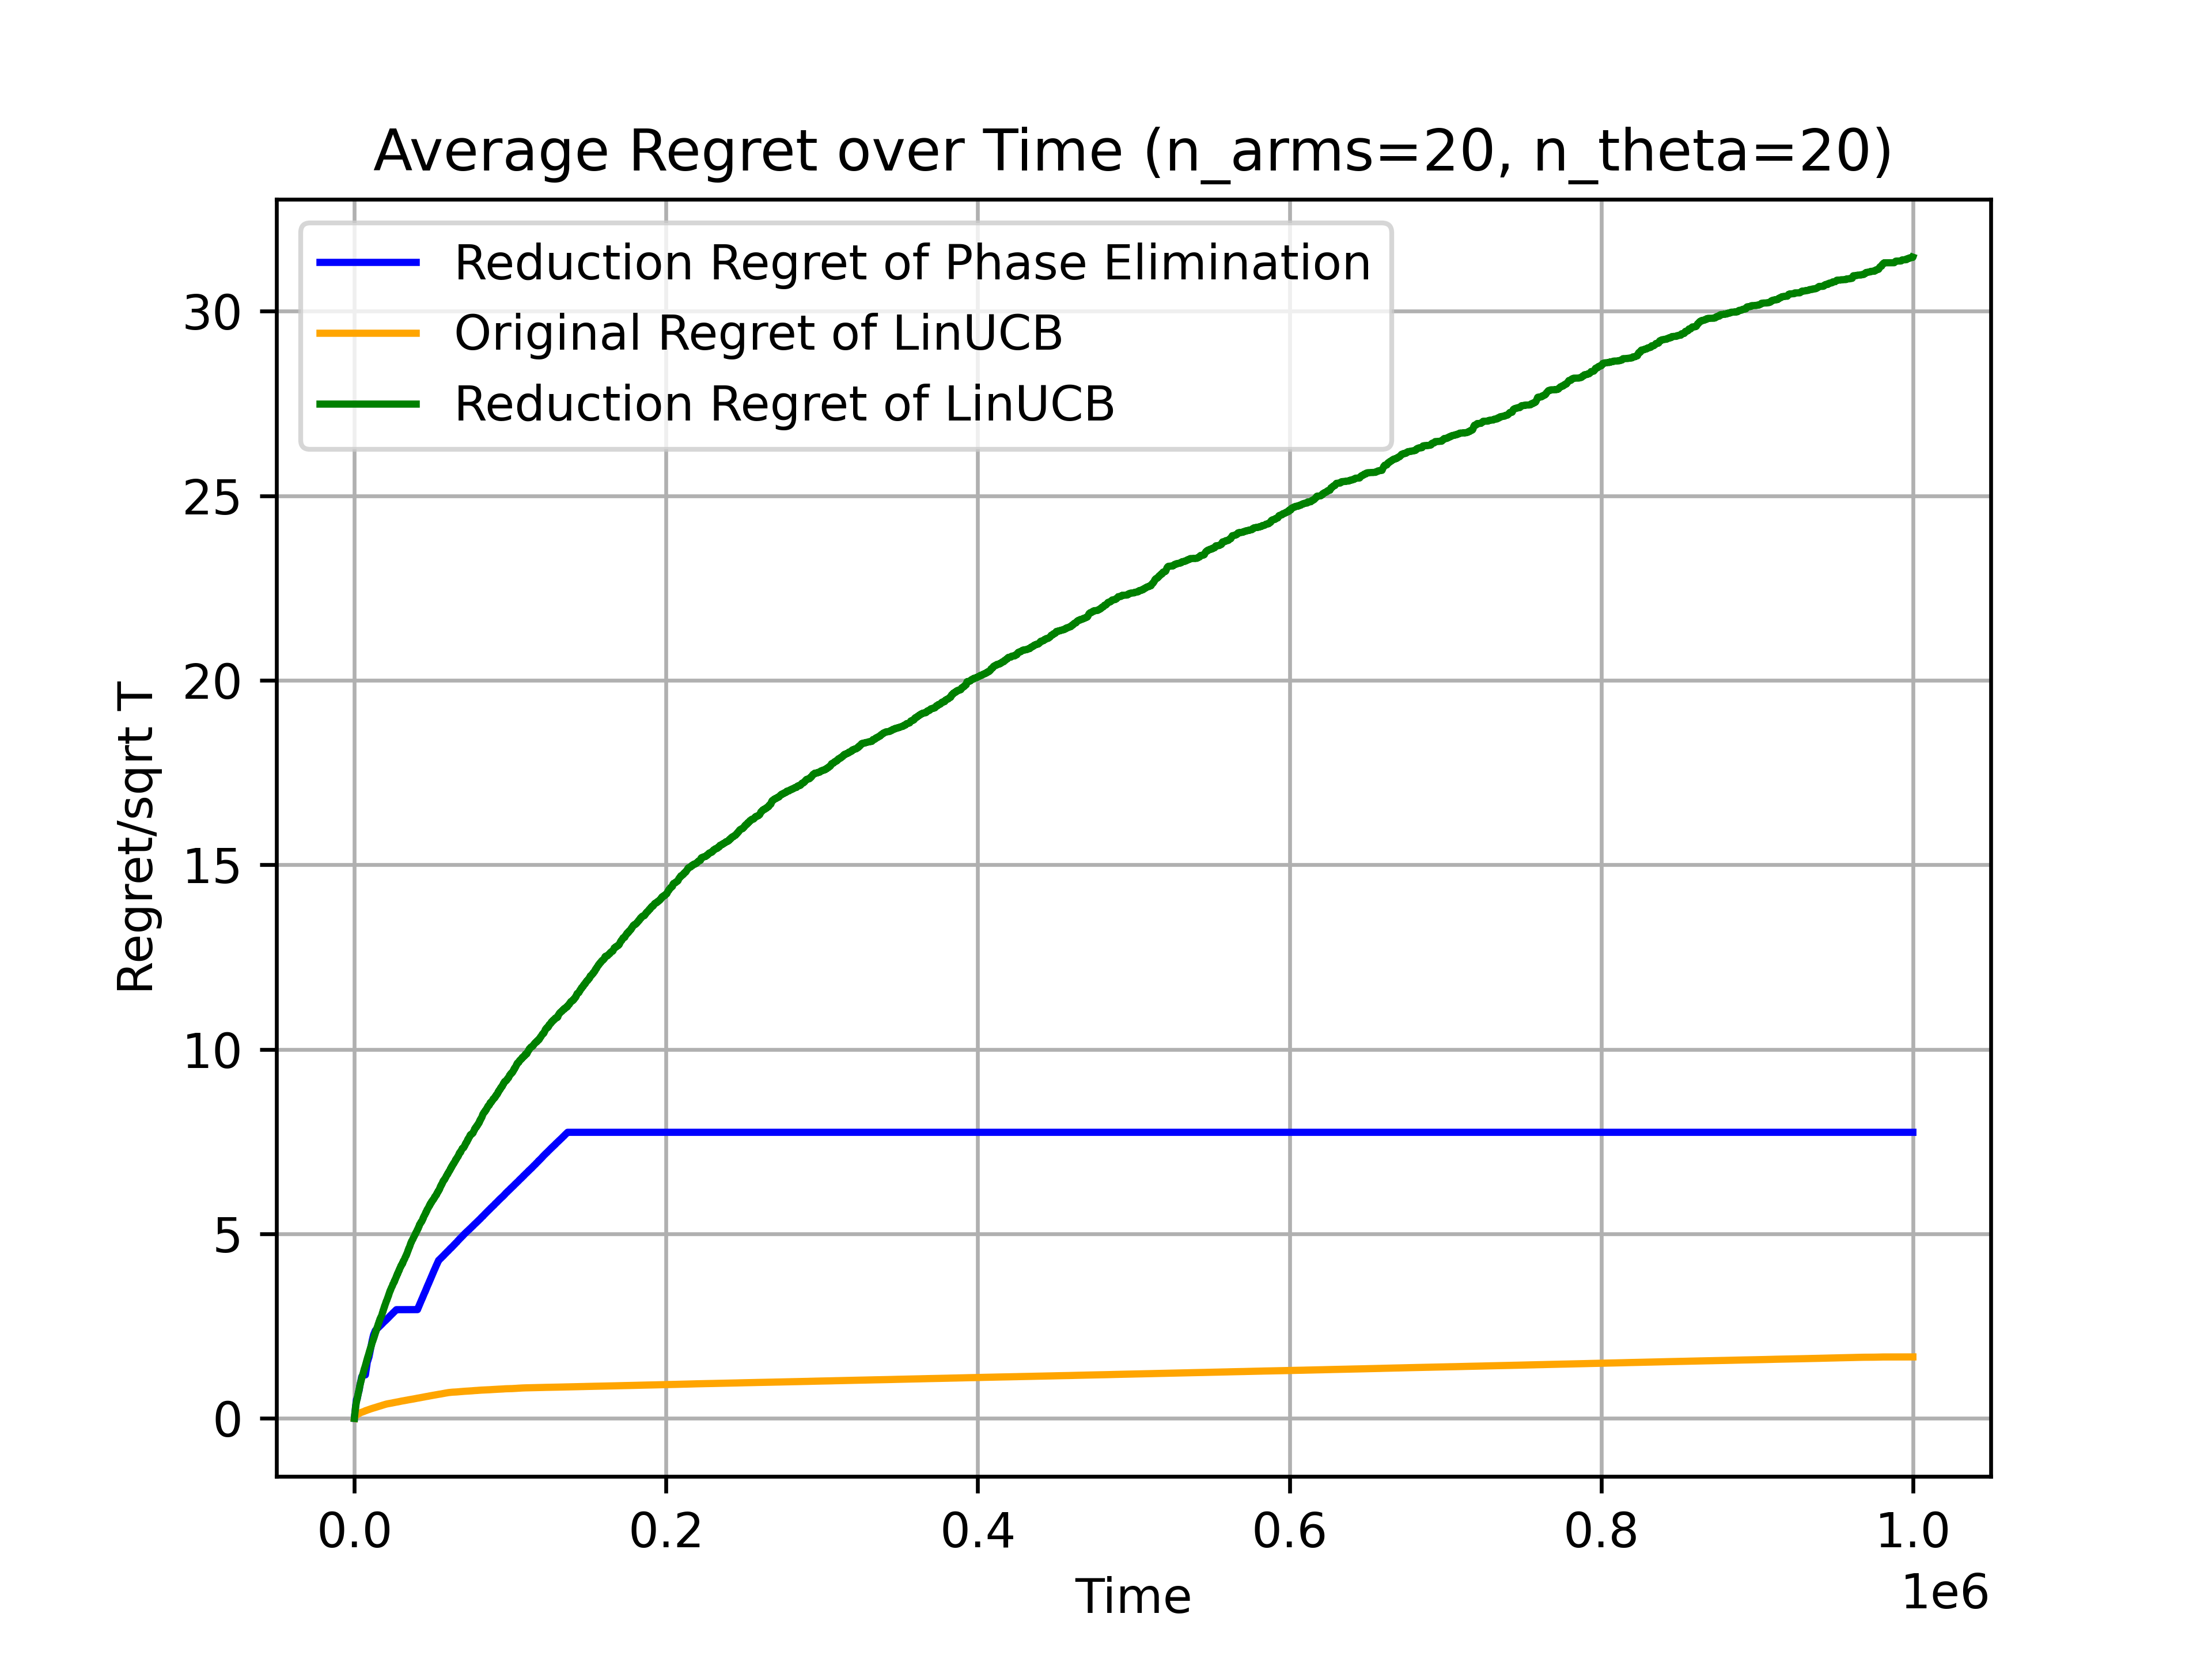 Average Regret over Time (n_arms=20, n_theta=20)
Reduction Regret of Phase Elimination
Original Regret of LinUCB
Reduction Regret of LinUCB
Regret/sqrt T
30
25
20
15
10
5
0
0.0 0.2 0.4 0.6 0.8 1.0
1e6
Time